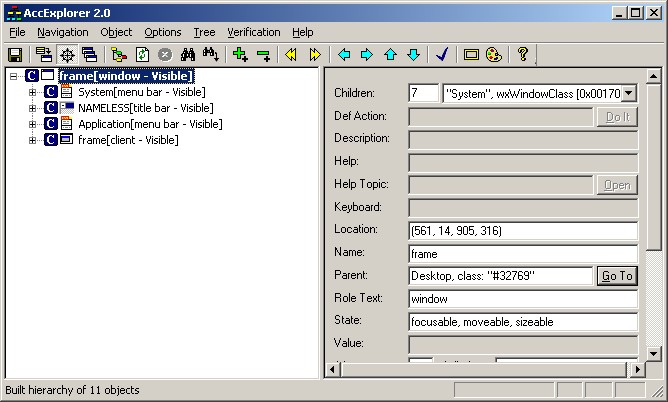 AccExplorer 2.0
File Navigation Object Options Tree Verification Help
frame[window - Visible]
System[menu bar - Visible]
NAMELESS[title bar - Visible]
Application[menu bar - Visible]
frame[client - Visible]
Children: 7 "System", wxWindowClass [0x00170
Def Action: Do It
Description:
Help:
Help Topic: Open
Keyboard:
Location: (561, 14, 905, 316)
Name: frame
Parent: Desktop, class: "#32769" Go To
Role Text: window
State: focusable, moveable, sizeable
Value:
Built hierarchy of 11 objects